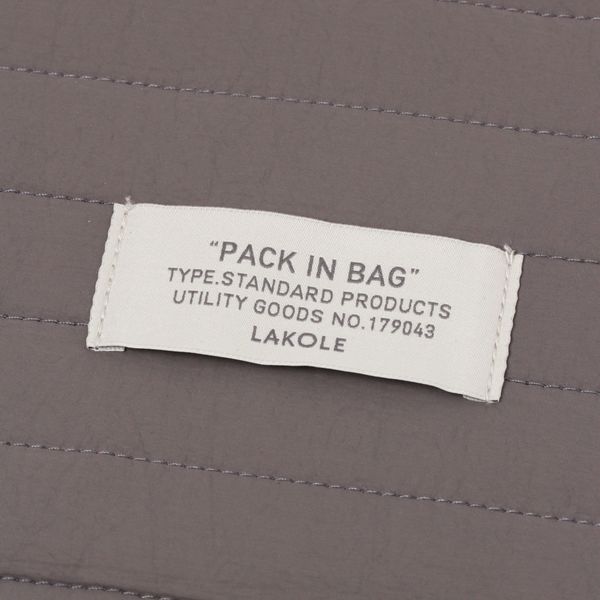 “PACK IN BAG”
TYPE.STANDARD PRODUCTS
UTILITY GOODS NO.179043
LAKOLE